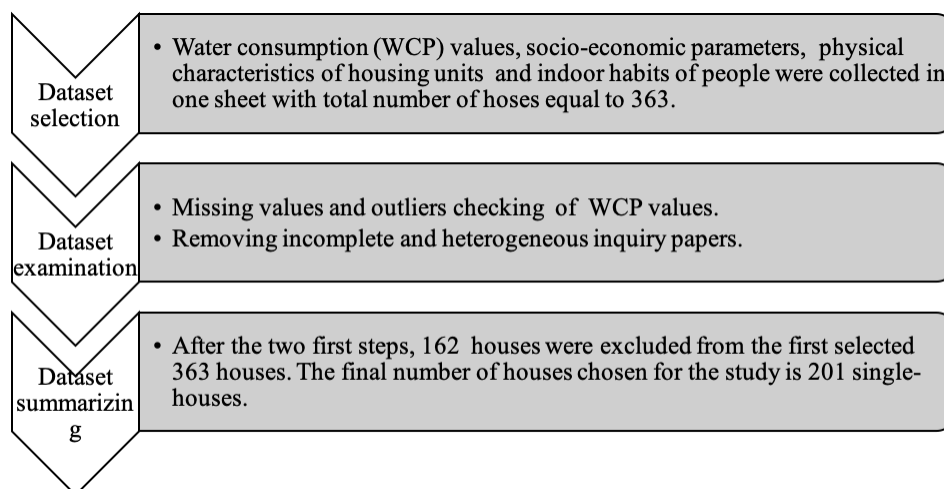 Dataset
selection
• Water consumption (WCP) values, socio-economic parameters, physical
characteristics of housing units and indoor habits of people were collected in
one sheet with total number of hoses equal to 363.
Dataset
examination
• Missing values and outliers checking of WCP values.
• Removing incomplete and heterogeneous inquiry papers.
Dataset
summarizin
g
• After the two first steps, 162 houses were excluded from the first selected
363 houses. The final number of houses chosen for the study is 201 single-
houses.